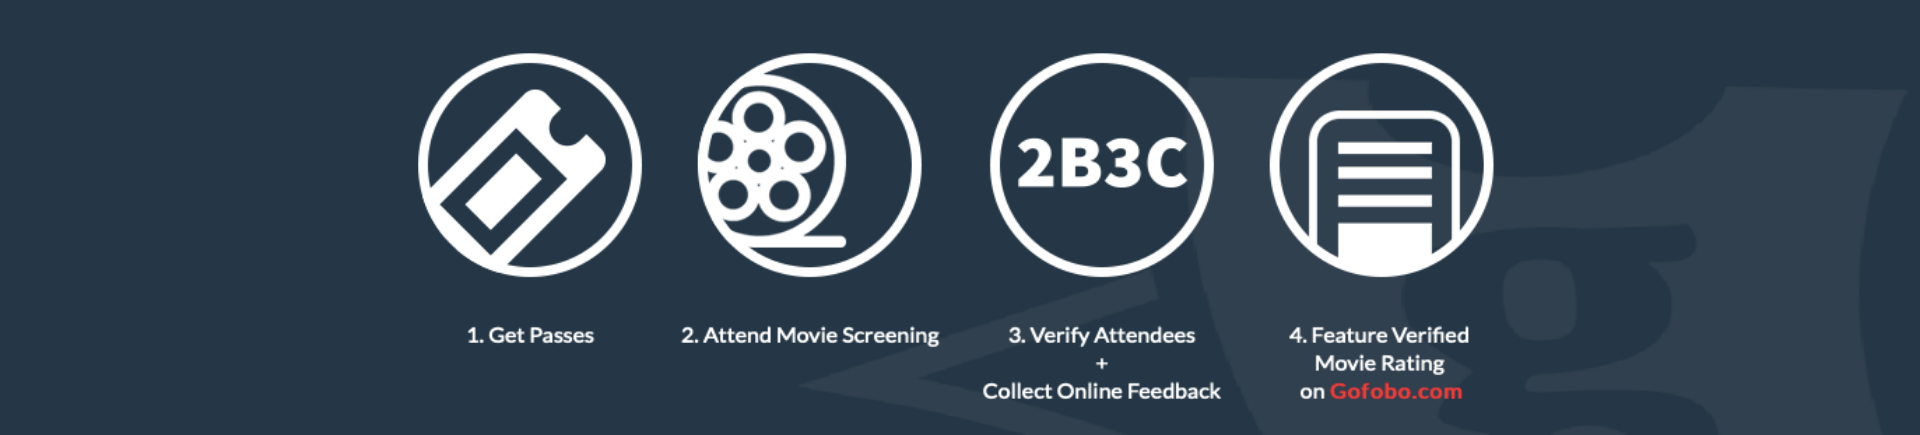 2B3C
1. Get Passes
2. Attend Movie Screening
3. Verify Attendees
+
Collect Online Feedback
4. Feature Verified
Movie Rating
on Gofobo.com
g